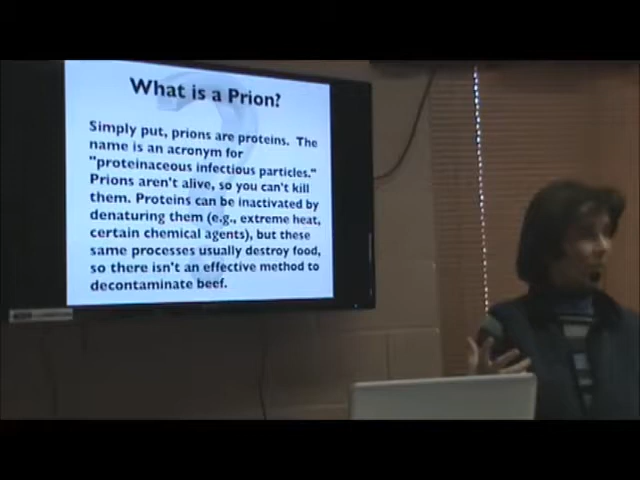 What is a Prion?
Simply put, prions are proteins. The
name is an acronym for
"proteinaceous infectious particles."
Prions aren't alive, so you can't kill
them. Proteins can be inactivated by
denaturing them (e.g., extreme heat,
certain chemical agents), but these
same processes usually destroy food,
so there isn't an effective method to
decontaminate beef.